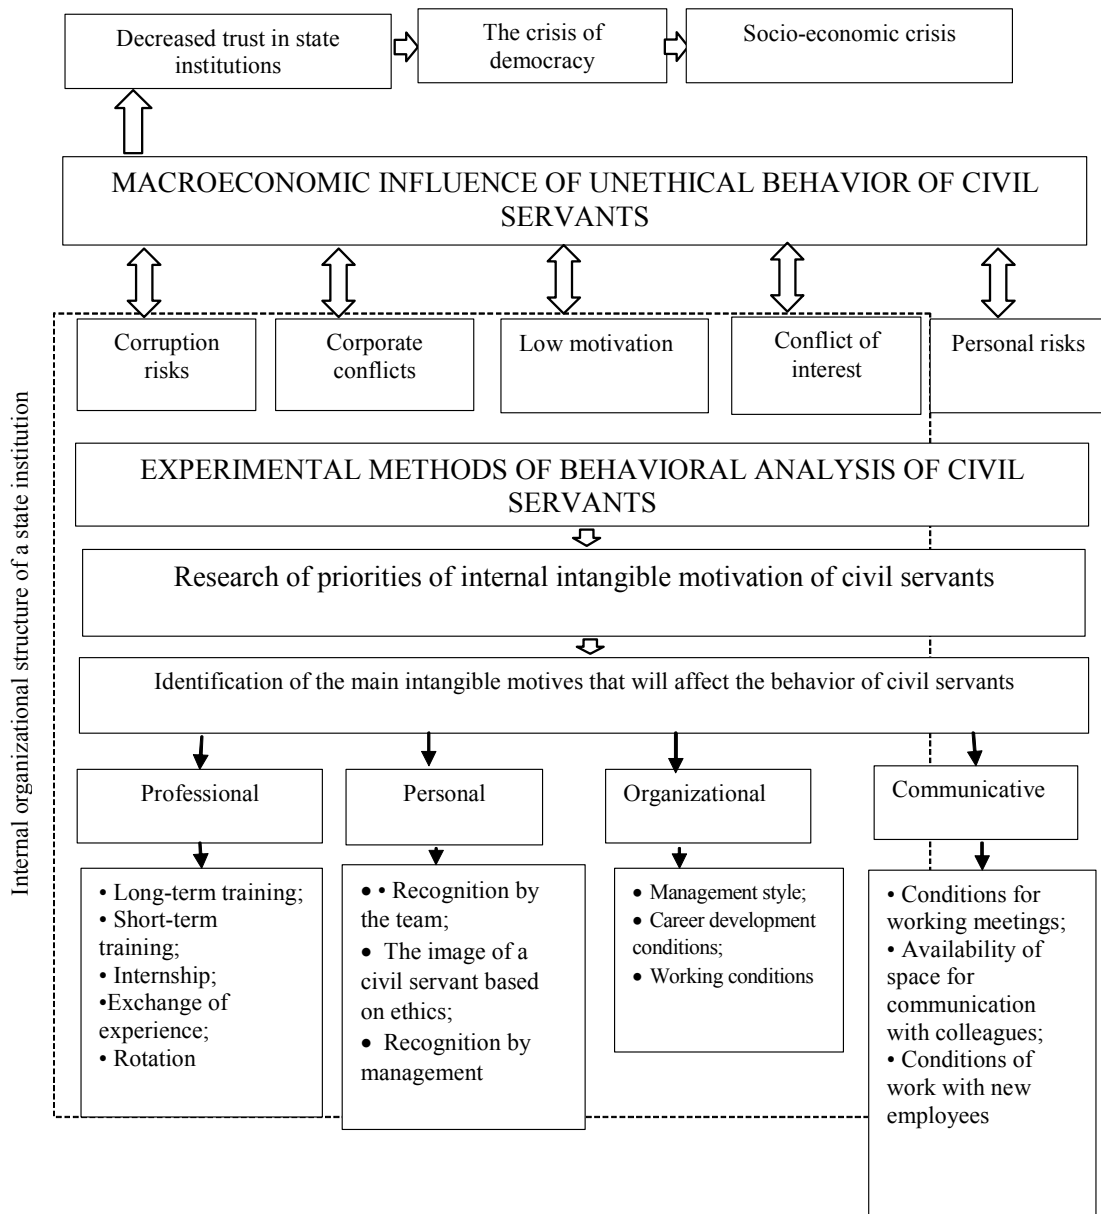 Decreased trust in state
institutions
The crisis of
democracy
Socio-economic crisis
MACROECONOMIC INFLUENCE OF UNETHICAL BEHAVIOR OF CIVIL
SERVANTS
Corruption
risks
Corporate
conflicts
Low motivation
Conflict of
interest
Personal risks
Internal organizational structure of a state institution
EXPERIMENTAL METHODS OF BEHAVIORAL ANALYSIS OF CIVIL
SERVANTS
Research of priorities of internal intangible motivation of civil servants
Identification of the main intangible motives that will affect the behavior of civil servants
Professional
Personal
Organizational
Communicative
• Long-term training;
• Short-term
training;
• Internship;
•Exchange of
experience;
• Rotation
• • Recognition by
the team;
• The image of a
civil servant based
on ethics;
• Recognition by
management
• Management style;
• Career development
conditions;
• Working conditions
• Conditions for
working meetings;
• Availability of
space for
communication
with colleagues;
• Conditions of
work with new
employees